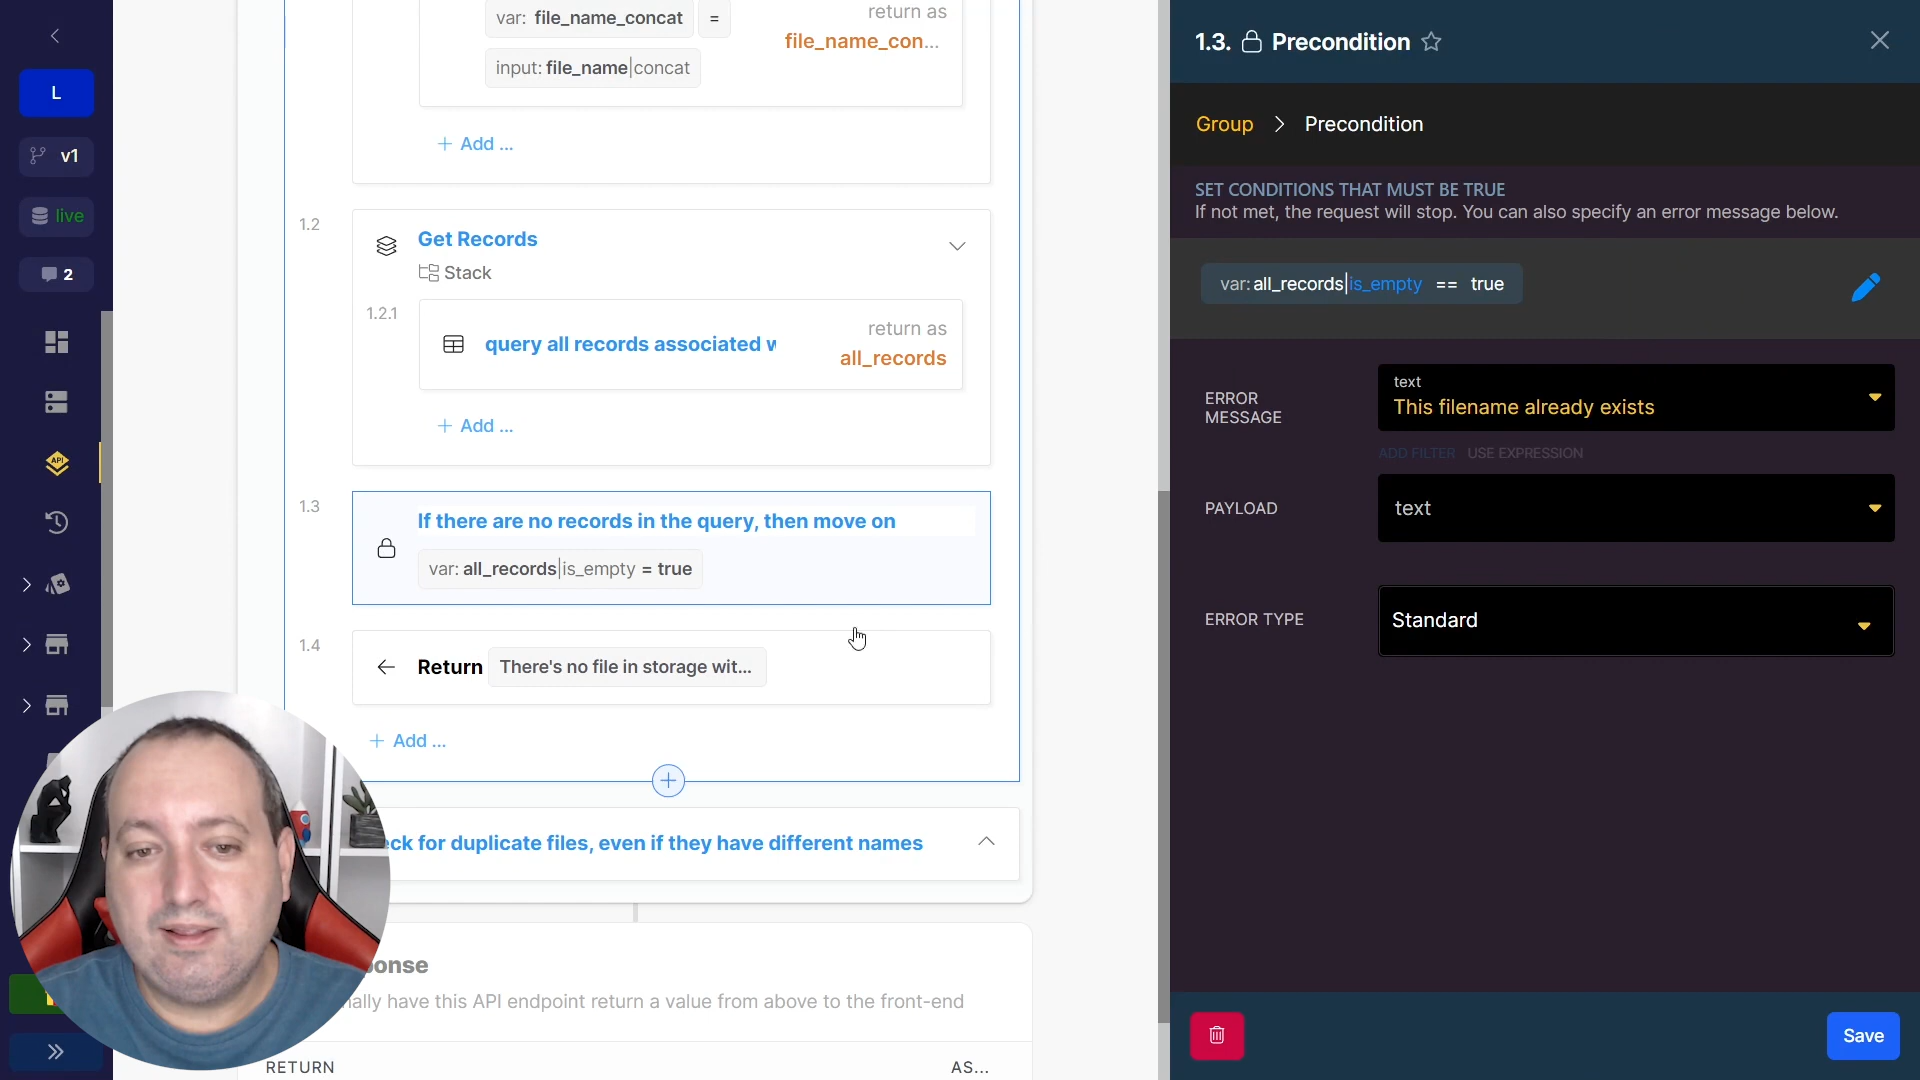 var: file_name_concat =
return as
file_name_con...
input: file_name|concat
+ Add ...
L
v1
live
2
1.2
Get Records
Stack
1.2.1
query all records associated w
return as
all_records
+ Add ...
1.3
If there are no records in the query, then move on
var: all_records|is_empty = true
1.4
Return There's no file in storage wit...
+ Add ...
eck for duplicate files, even if they have different names
ponse
nally have this API endpoint return a value from above to the front-end
RETURN
AS...
1.3. Precondition
Group > Precondition
SET CONDITIONS THAT MUST BE TRUE
If not met, the request will stop. You can also specify an error message below.
var: all_records|is_empty == true
ERROR MESSAGE
text
This filename already exists
ADD FILTER USE EXPRESSION
PAYLOAD
text
ERROR TYPE
Standard
Save
API